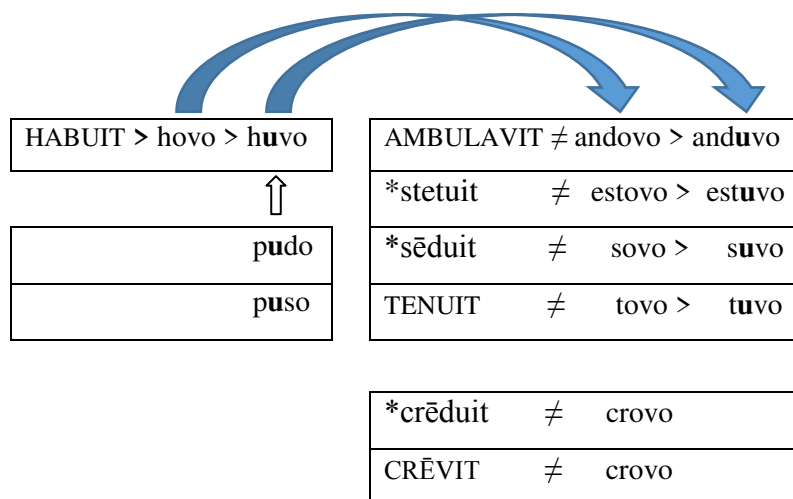 HABUIT > hovo > huvo
AMBULAVIT ≠ andovo > anduvo
*stetuit ≠ estovo > estuvo
pudo
*sēduit ≠ sovo > suvo
puso
TENUIT ≠ tovo > tuvo
*crēduit ≠ crovo
CRĒVIT ≠ crovo